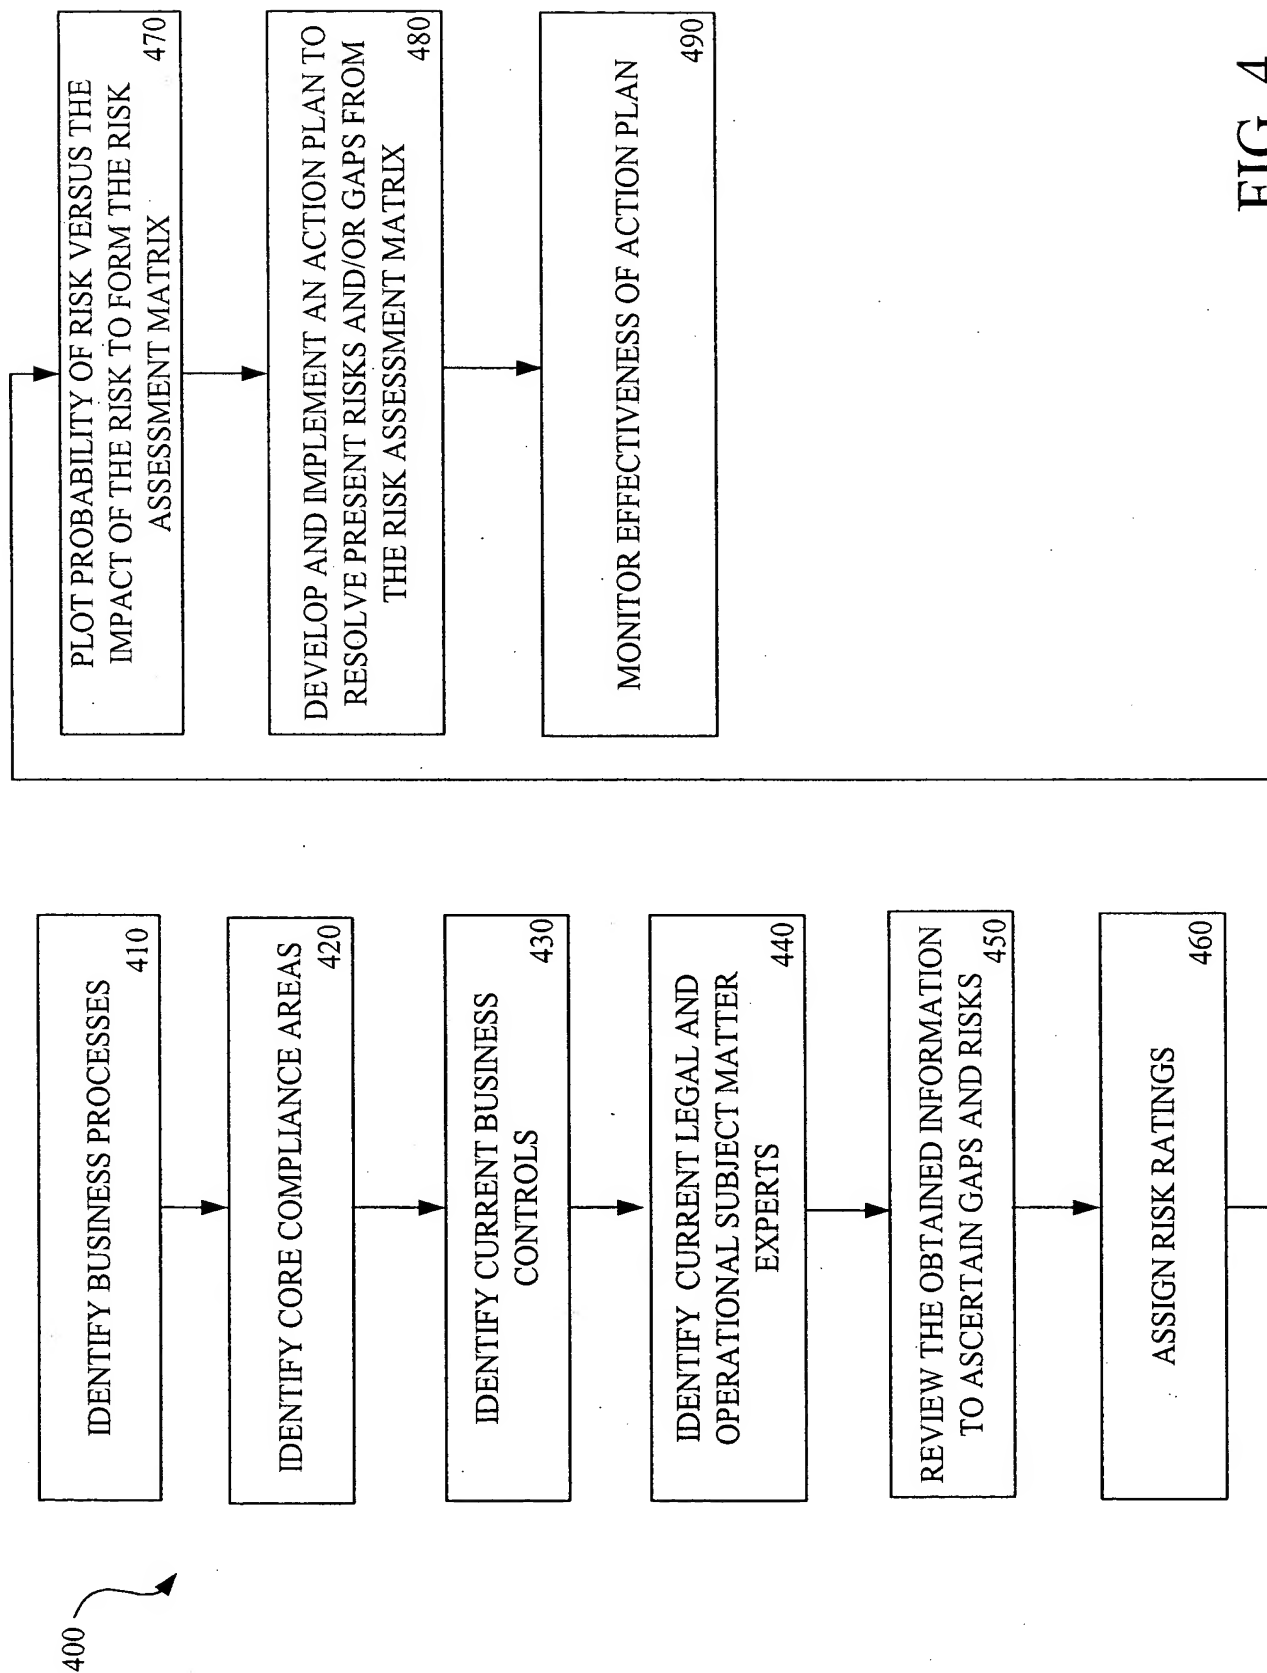 400
IDENTIFY BUSINESS PROCESSES
410
IDENTIFY CORE COMPLIANCE AREAS
420
IDENTIFY CURRENT BUSINESS
CONTROLS
430
IDENTIFY CURRENT LEGAL AND
OPERATIONAL SUBJECT MATTER
EXPERTS
440
REVIEW THE OBTAINED INFORMATION
TO ASCERTAIN GAPS AND RISKS
450
ASSIGN RISK RATINGS
460
PLOT PROBABILITY OF RISK VERSUS THE
IMPACT OF THE RISK TO FORM THE RISK
ASSESSMENT MATRIX
470
DEVELOP AND IMPLEMENT AN ACTION PLAN TO
RESOLVE PRESENT RISKS AND/OR GAPS FROM
THE RISK ASSESSMENT MATRIX
480
MONITOR EFFECTIVENESS OF ACTION PLAN
490
FIG. 4